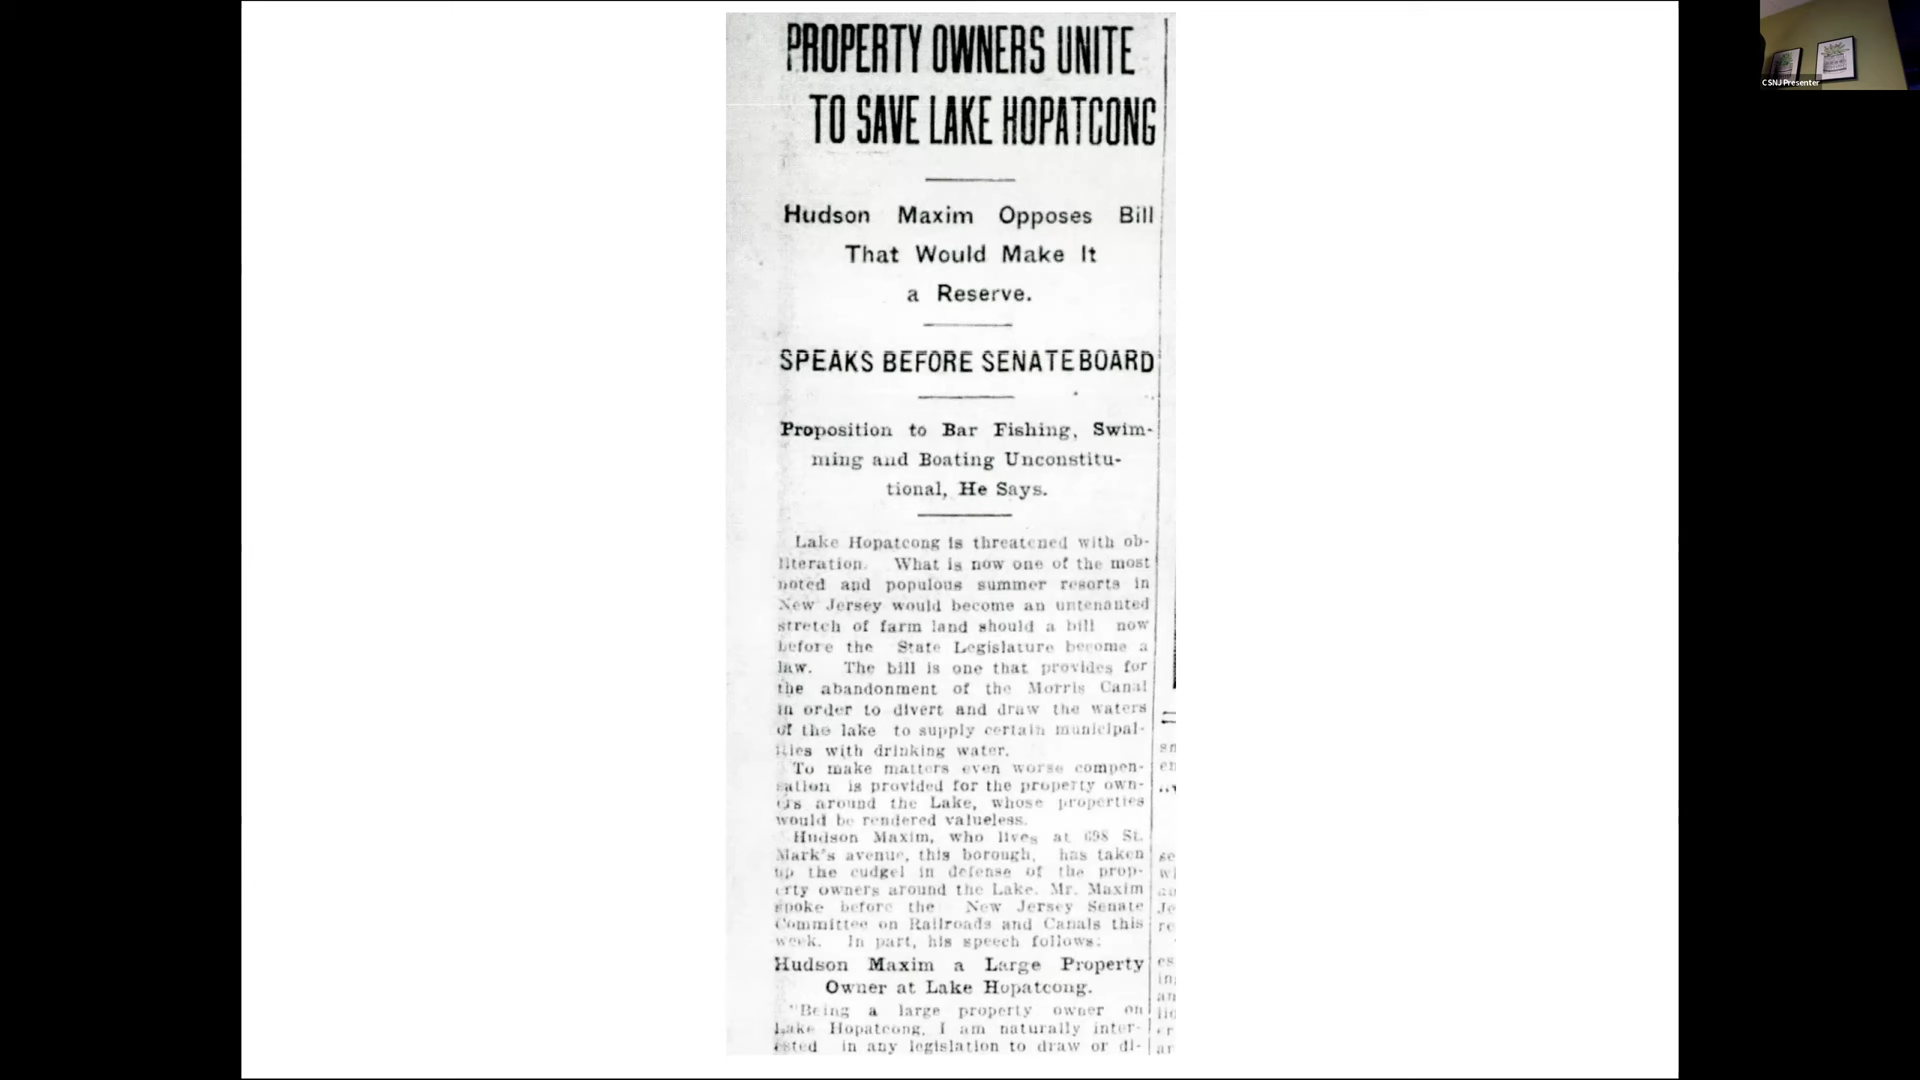 PROPERTY OWNERS UNITE
TO SAVE LAKE HOPATCONG
Hudson Maxim Opposes Bill
That Would Make It
a Reserve.
SPEAKS BEFORE SENATE BOARD
Proposition to Bar Fishing, Swim-
ming and Boating Unconstitu-
tional, He Says.
Lake Hopatcong is threatened with ob-
literation. What is now one of the most
noted and populous summer resorts in
New Jersey would become an untenanted
stretch of farm land should a bill now
before the State Legislature become a
law. The bill is one that provides for
the abandonment of the Morris Canal
in order to divert and draw the waters
of the lake to supply certain municipal-
ities with drinking water.
To make matters even worse compen-
sation is provided for the property own-
ers around the Lake, whose properties
would be rendered valueless.
Hudson Maxim, who lives at 698 St.
Mark's avenue, this borough, has taken
up the cudgel in defense of the prop-
erty owners around the Lake. Mr. Maxim
spoke before the New Jersey Senate
Committee on Railroads and Canals this
week. In part, his speech follows:
Hudson Maxim a Large Property
Owner at Lake Hopatcong.
"Being a large property owner on
Lake Hopatcong, I am naturally inter-
ested in any legislation to draw or di-
CSNJ Presenter